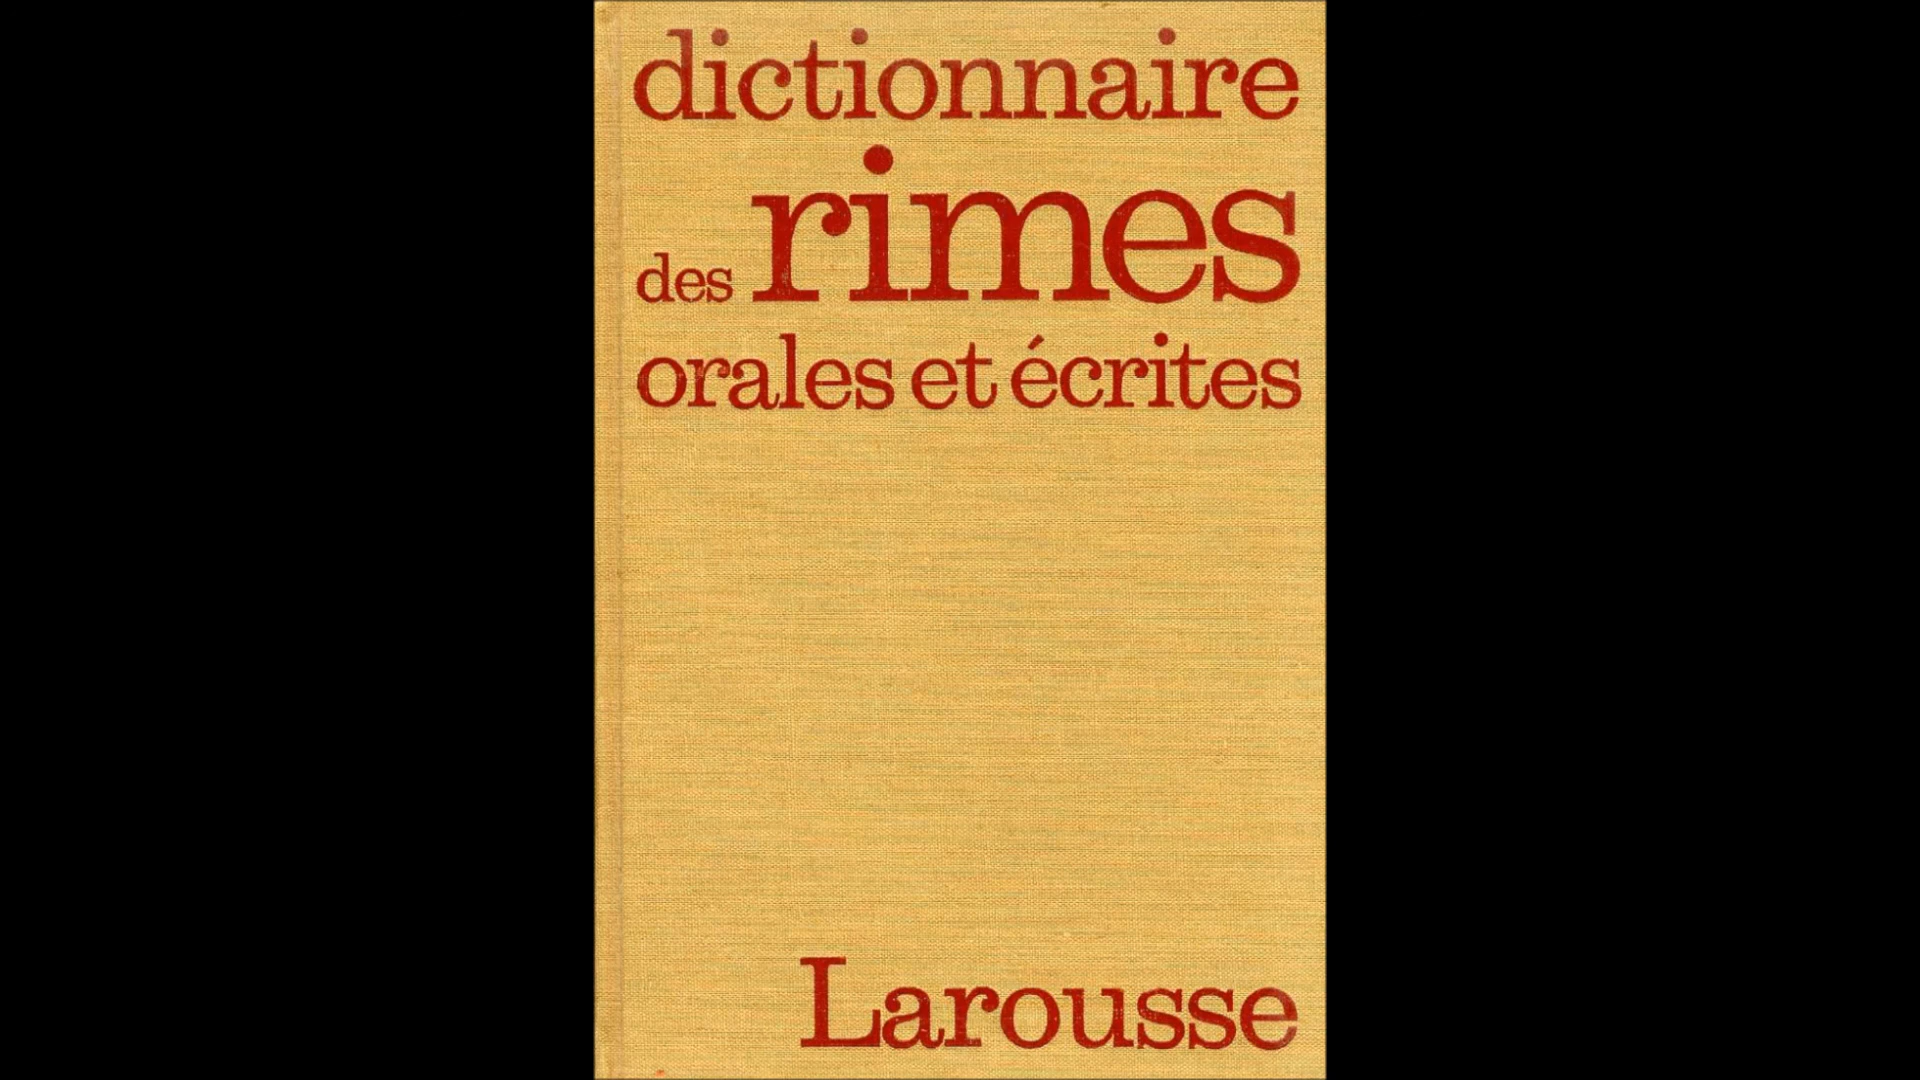 dictionnaire
des rimes
orales et écrites
Larousse